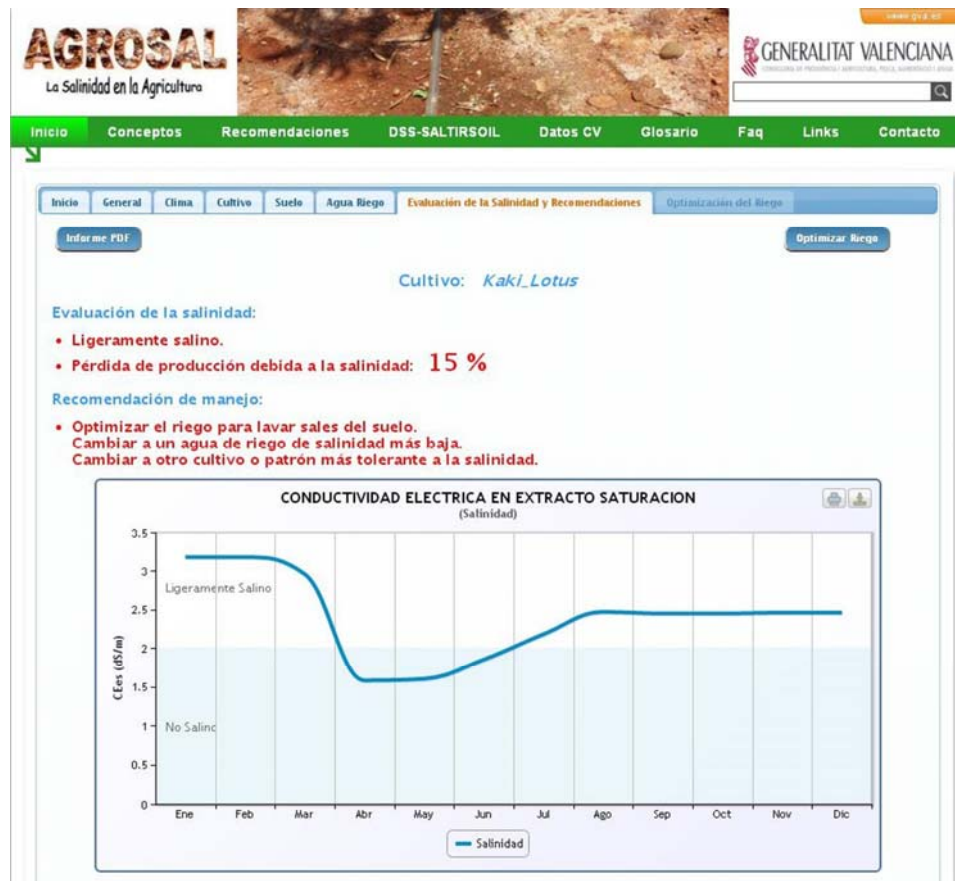 www.gva.es
AGROSAL
La Salinidad en la Agricultura
GENERALITAT VALENCIANA
Inicio Conceptos Recomendaciones DSS-SALTIRSOIL Datos CV Glosario Faq Links Contacto
Inicio General Clima Cultivo Suelo Agua Riego Evaluación de la Salinidad y Recomendaciones Optimización del Riego
Informe PDF Optimizar Riego
Cultivo: Kaki_Lotus
Evaluación de la salinidad:
• Ligeramente salino.
• Pérdida de producción debida a la salinidad: 15 %
Recomendación de manejo:
• Optimizar el riego para lavar sales del suelo.
Cambiar a un agua de riego de salinidad más baja.
Cambiar a otro cultivo o patrón más tolerante a la salinidad.
CONDUCTIVIDAD ELECTRICA EN EXTRACTO SATURACION
(Salinidad)
CEes (dS/m)
3.5
3
Ligeramente Salino
2.5
2
1.5
1
No Salino
0.5
0
Ene Feb Mar Abr May Jun Jul Ago Sep Oct Nov Dic
Salinidad